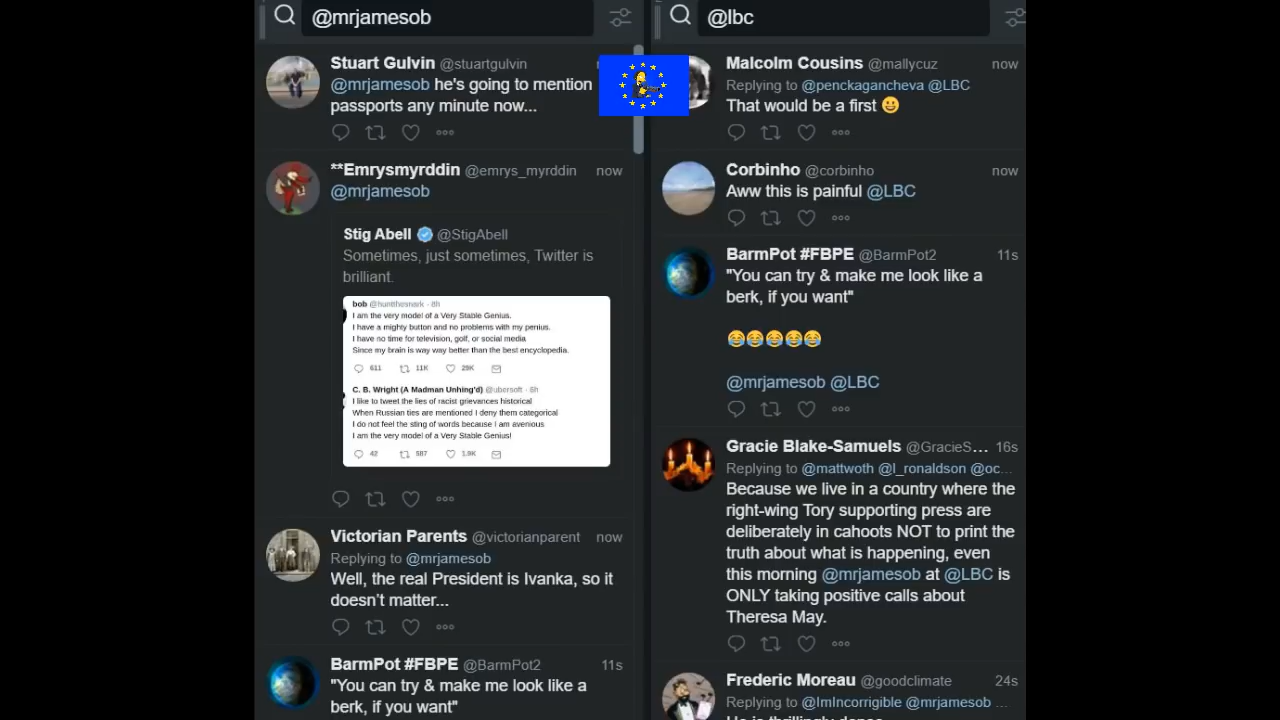 @mrjamesob
Stuart Gulvin @stuartgulvin
@mrjamesob he's going to mention
passports any minute now...
**Emrysmyrddin @emrys_myrddin now
@mrjamesob
Stig Abell @StigAbell
Sometimes, just sometimes, Twitter is
brilliant.
bob @huntthesnark · 8h
I am the very model of a Very Stable Genius.
I have a mighty button and no problems with my penius.
I have no time for television, golf, or social media
Since my brain is way way better than the best encyclopedia.
611 11K 28K
C. B. Wright (A Madman Unhing'd) @ubersoft · 6h
I like to tweet the lies of racist grievances historical
When Russian ties are mentioned I deny them categorical
I do not feel the sting of words because I am avenious
I am the very model of a Very Stable Genius!
42 587 1.9K
Victorian Parents @victorianparent now
Replying to @mrjamesob
Well, the real President is Ivanka, so it
doesn't matter...
BarmPot #FBPE @BarmPot2 11s
"You can try & make me look like a
berk, if you want"
@lbc
Malcolm Cousins @mallycuz now
Replying to @penckagancheva @LBC
That would be a first 😀
Corbinho @corbinho now
Aww this is painful @LBC
BarmPot #FBPE @BarmPot2 11s
"You can try & make me look like a
berk, if you want"
😂😂😂😂😂
@mrjamesob @LBC
Gracie Blake-Samuels @GracieS... 16s
Replying to @mattwoth @l_ronaldson @oc...
Because we live in a country where the
right-wing Tory supporting press are
deliberately in cahoots NOT to print the
truth about what is happening, even
this morning @mrjamesob at @LBC is
ONLY taking positive calls about
Theresa May.
Frederic Moreau @goodclimate 24s
Replying to @ImIncorrigible @mrjamesob ...
He is thrillingly dense